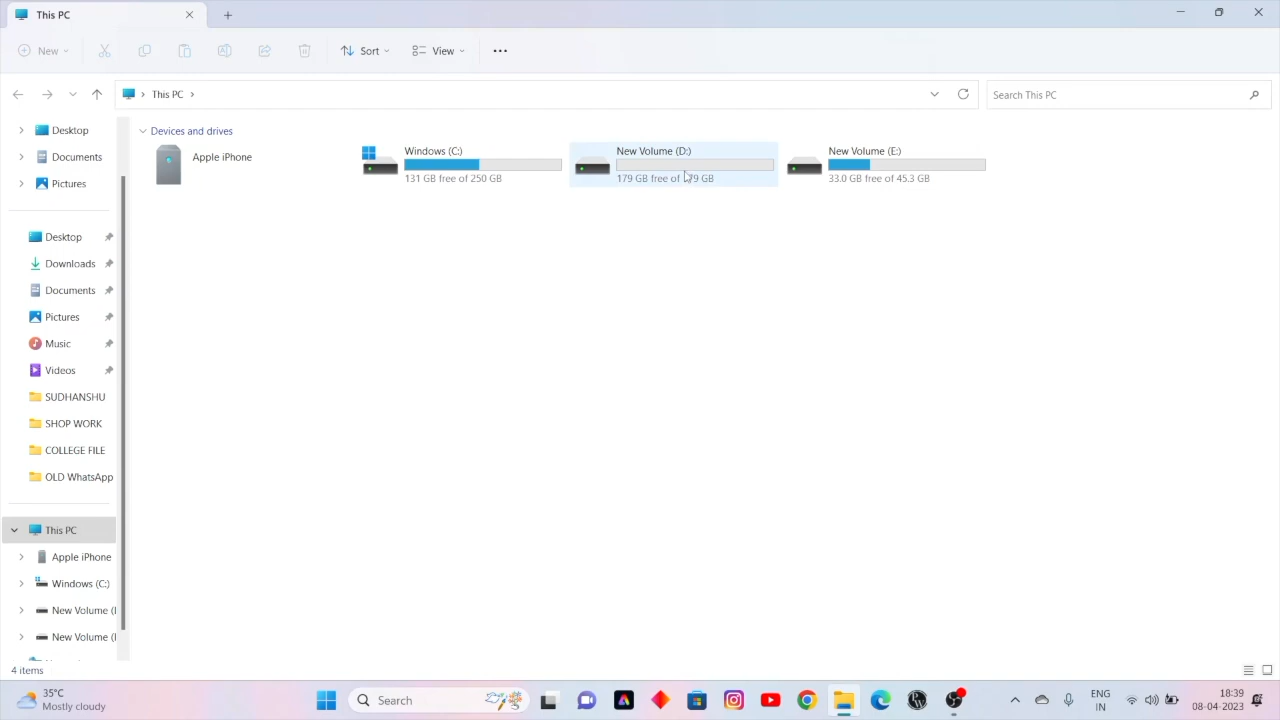 This PC
New
Sort
View
This PC
Search This PC
Desktop
Documents
Pictures
Desktop
Downloads
Documents
Pictures
Music
Videos
SUDHANSHU
SHOP WORK
COLLEGE FILE
OLD WhatsApp
This PC
Apple iPhone
Windows (C:)
New Volume (
New Volume (
Devices and drives
Apple iPhone
Windows (C:)
131 GB free of 250 GB
New Volume (D:)
179 GB free of 179 GB
New Volume (E:)
33.0 GB free of 45.3 GB
4 items
35°C
Mostly cloudy
Search
ENG
IN
18:39
08-04-2023